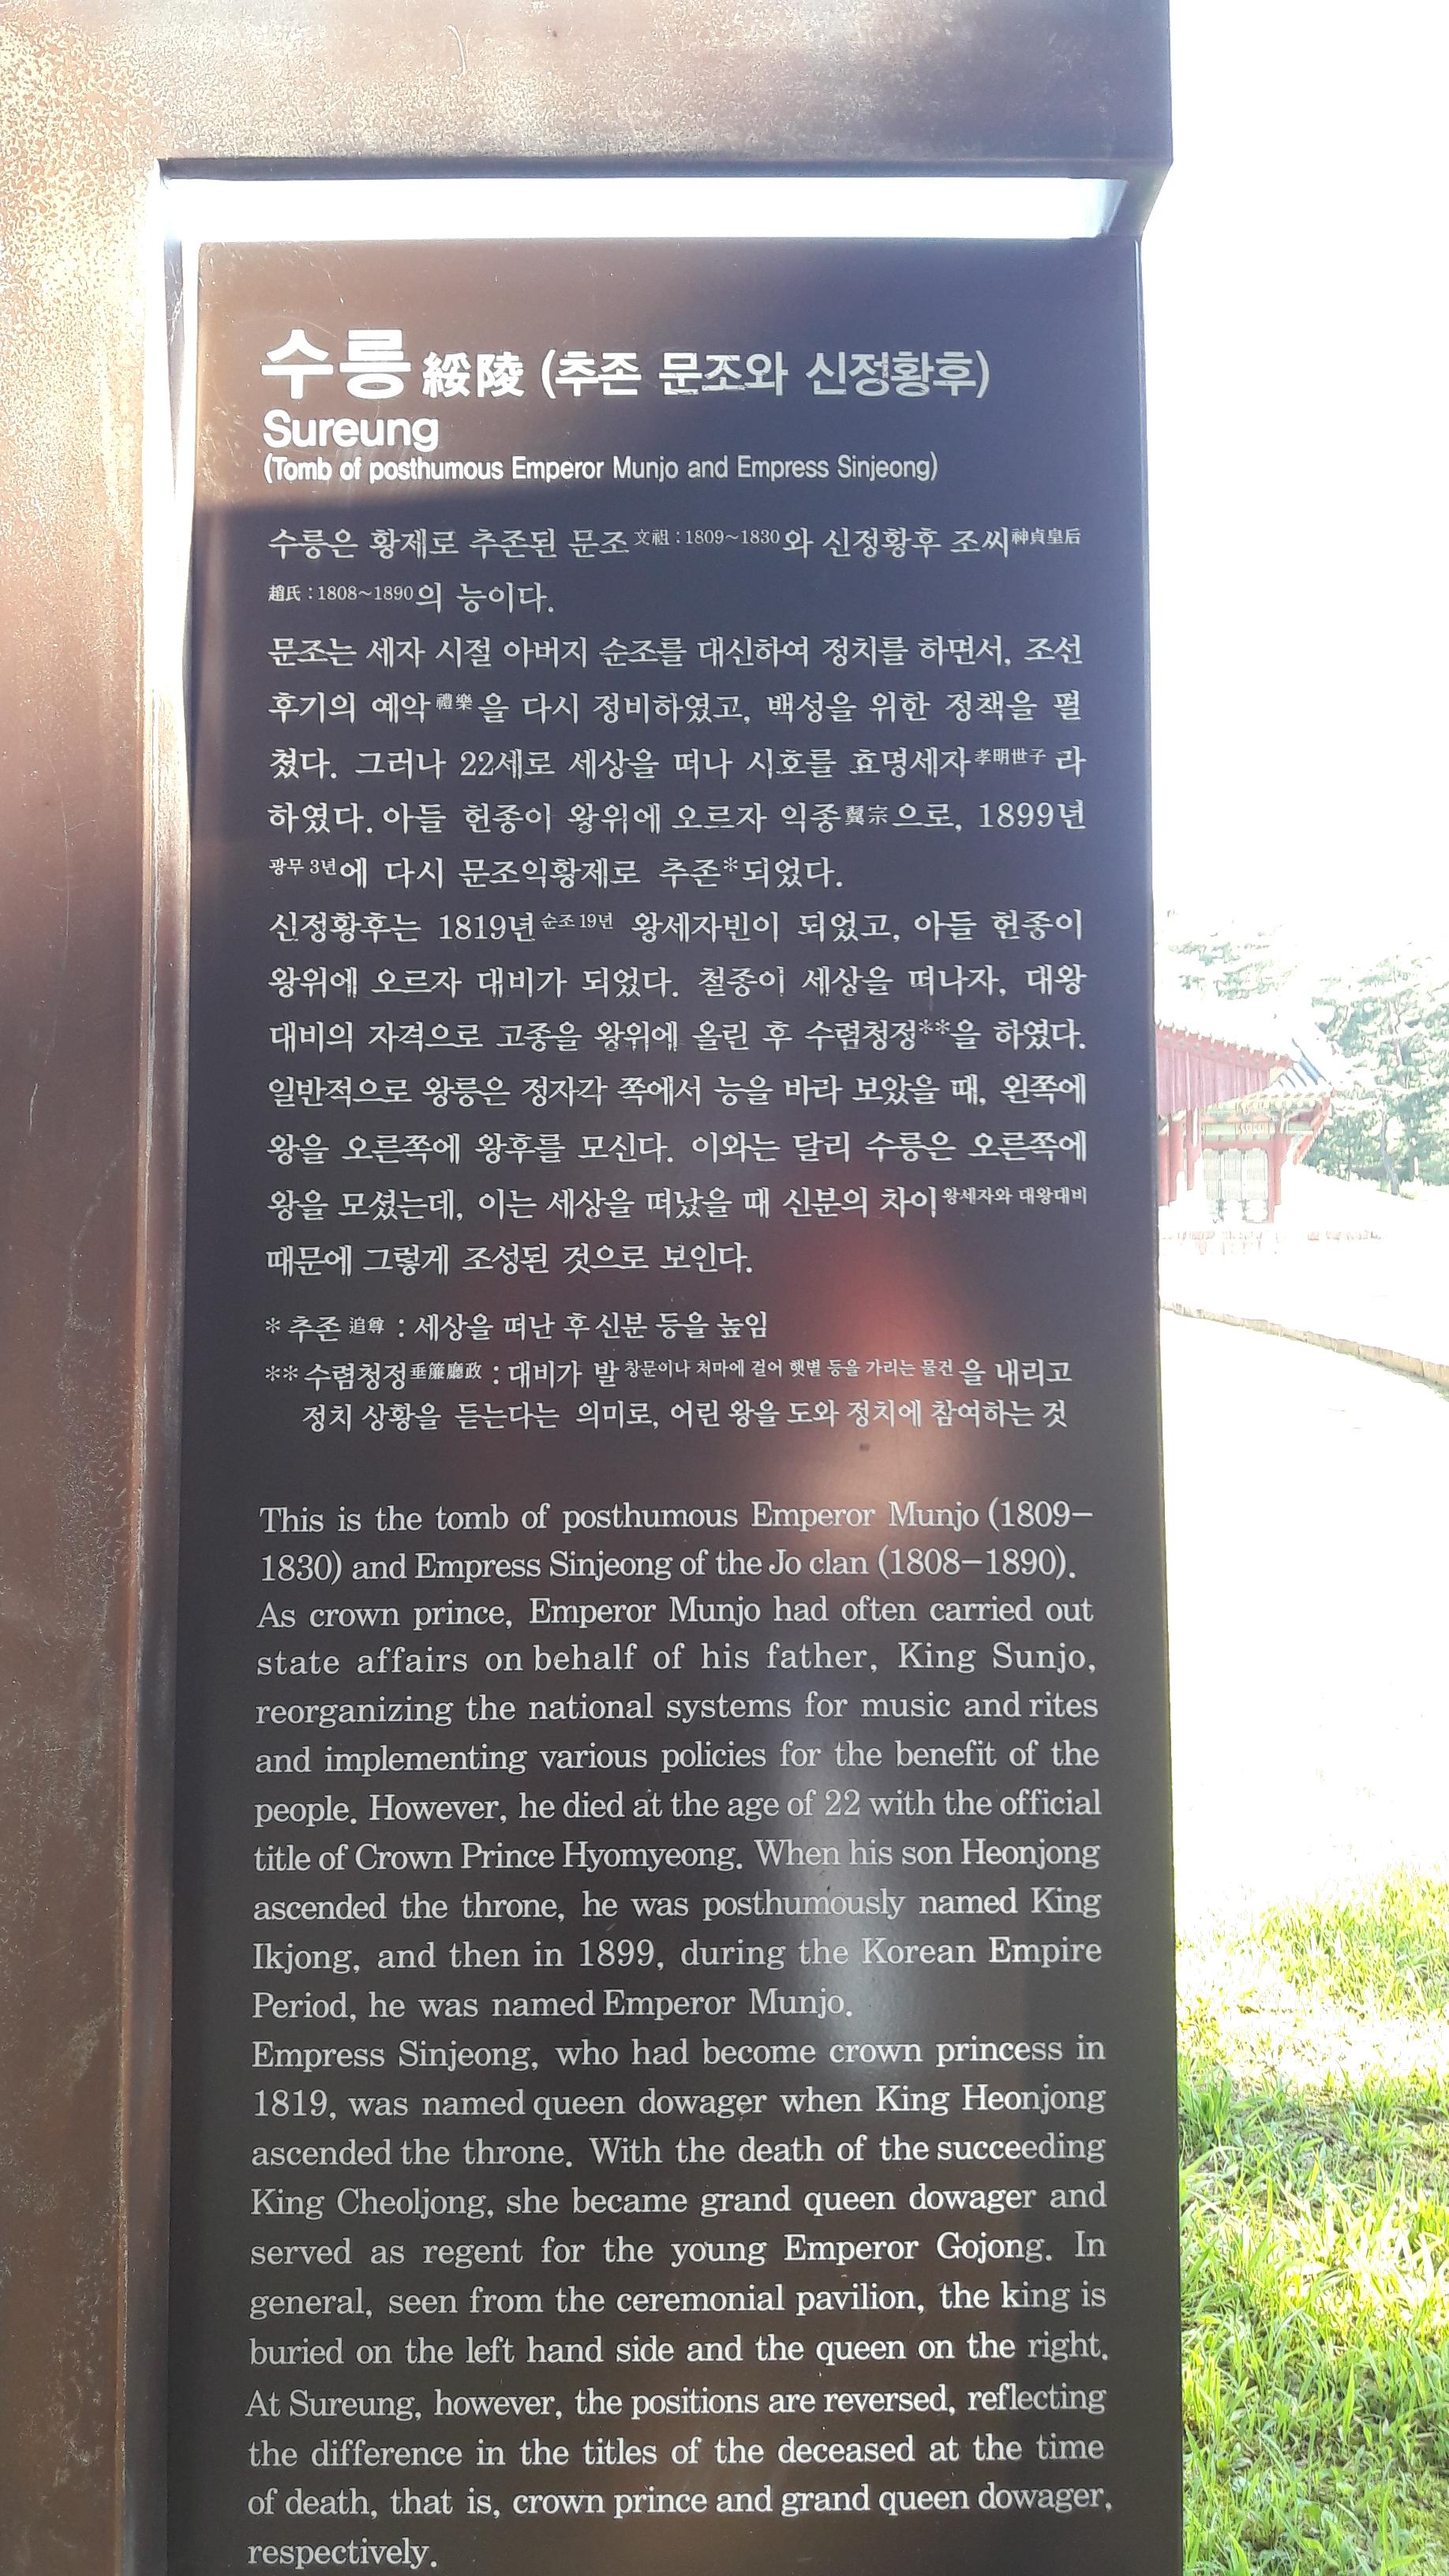 수릉 綏陵 (추존 문조와 신정황후)
Sureung
(Tomb of posthumous Emperor Munjo and Empress Sinjeong)
수릉은 황제로 추존된 문조文祖 : 1809~1830와 신정황후 조씨神貞皇后
趙氏 : 1808~1890의 능이다.
문조는 세자 시절 아버지 순조를 대신하여 정치를 하면서, 조선
후기의 예악禮樂을 다시 정비하였고, 백성을 위한 정책을 펼
쳤다. 그러나 22세로 세상을 떠나 시호를 효명세자孝明世子라
하였다. 아들 헌종이 왕위에 오르자 익종翼宗으로, 1899년
광무 3년에 다시 문조익황제로 추존*되었다.
신정황후는 1819년순조 19년 왕세자빈이 되었고, 아들 헌종이
왕위에 오르자 대비가 되었다. 철종이 세상을 떠나자, 대왕
대비의 자격으로 고종을 왕위에 올린 후 수렴청정**을 하였다.
일반적으로 왕릉은 정자각 쪽에서 능을 바라 보았을 때, 왼쪽에
왕을 오른쪽에 왕후를 모신다. 이와는 달리 수릉은 오른쪽에
왕을 모셨는데, 이는 세상을 떠났을 때 신분의 차이왕세자와 대왕대비
때문에 그렇게 조성된 것으로 보인다.
* 추존 追尊 : 세상을 떠난 후 신분 등을 높임
** 수렴청정垂簾廳政 : 대비가 발 창문이나 처마에 걸어 햇볕 등을 가리는 물건 을 내리고
정치 상황을 듣는다는 의미로, 어린 왕을 도와 정치에 참여하는 것
This is the tomb of posthumous Emperor Munjo (1809–
1830) and Empress Sinjeong of the Jo clan (1808–1890).
As crown prince, Emperor Munjo had often carried out
state affairs on behalf of his father, King Sunjo,
reorganizing the national systems for music and rites
and implementing various policies for the benefit of the
people. However, he died at the age of 22 with the official
title of Crown Prince Hyomyeong. When his son Heonjong
ascended the throne, he was posthumously named King
Ikjong, and then in 1899, during the Korean Empire
Period, he was named Emperor Munjo.
Empress Sinjeong, who had become crown princess in
1819, was named queen dowager when King Heonjong
ascended the throne. With the death of the succeeding
King Cheoljong, she became grand queen dowager and
served as regent for the young Emperor Gojong. In
general, seen from the ceremonial pavilion, the king is
buried on the left hand side and the queen on the right.
At Sureung, however, the positions are reversed, reflecting
the difference in the titles of the deceased at the time
of death, that is, crown prince and grand queen dowager,
respectively.